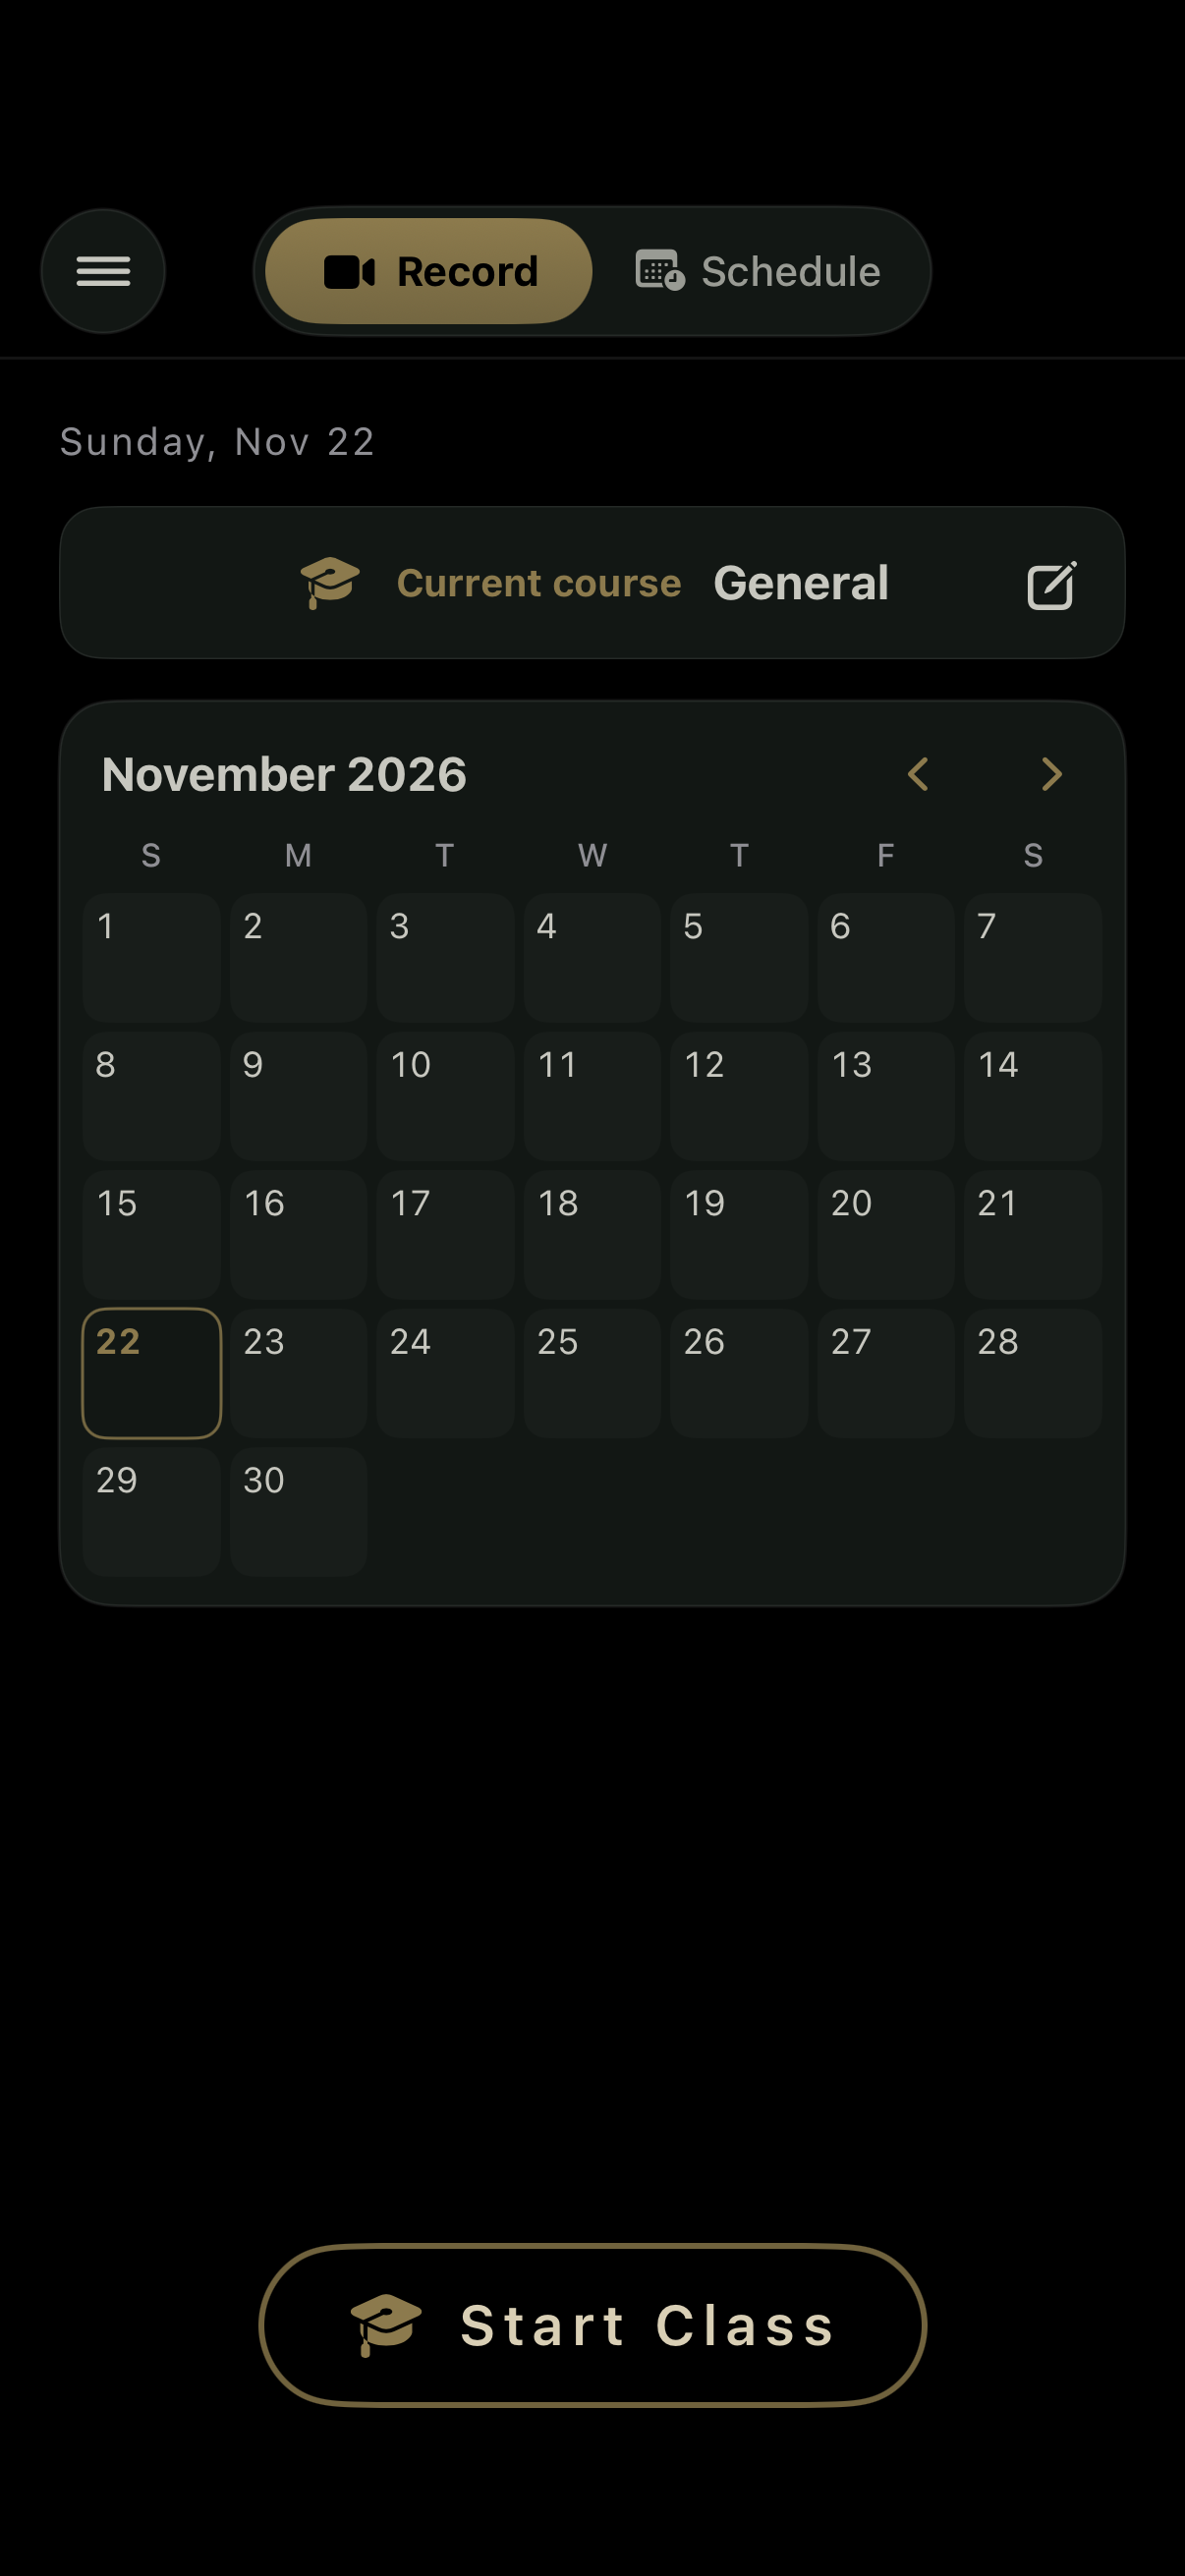 Record Schedule
Sunday, Nov 22
Current course General
November 2026
S M T W T F S
1 2 3 4 5 6 7
8 9 10 11 12 13 14
15 16 17 18 19 20 21
22 23 24 25 26 27 28
29 30
Start Class